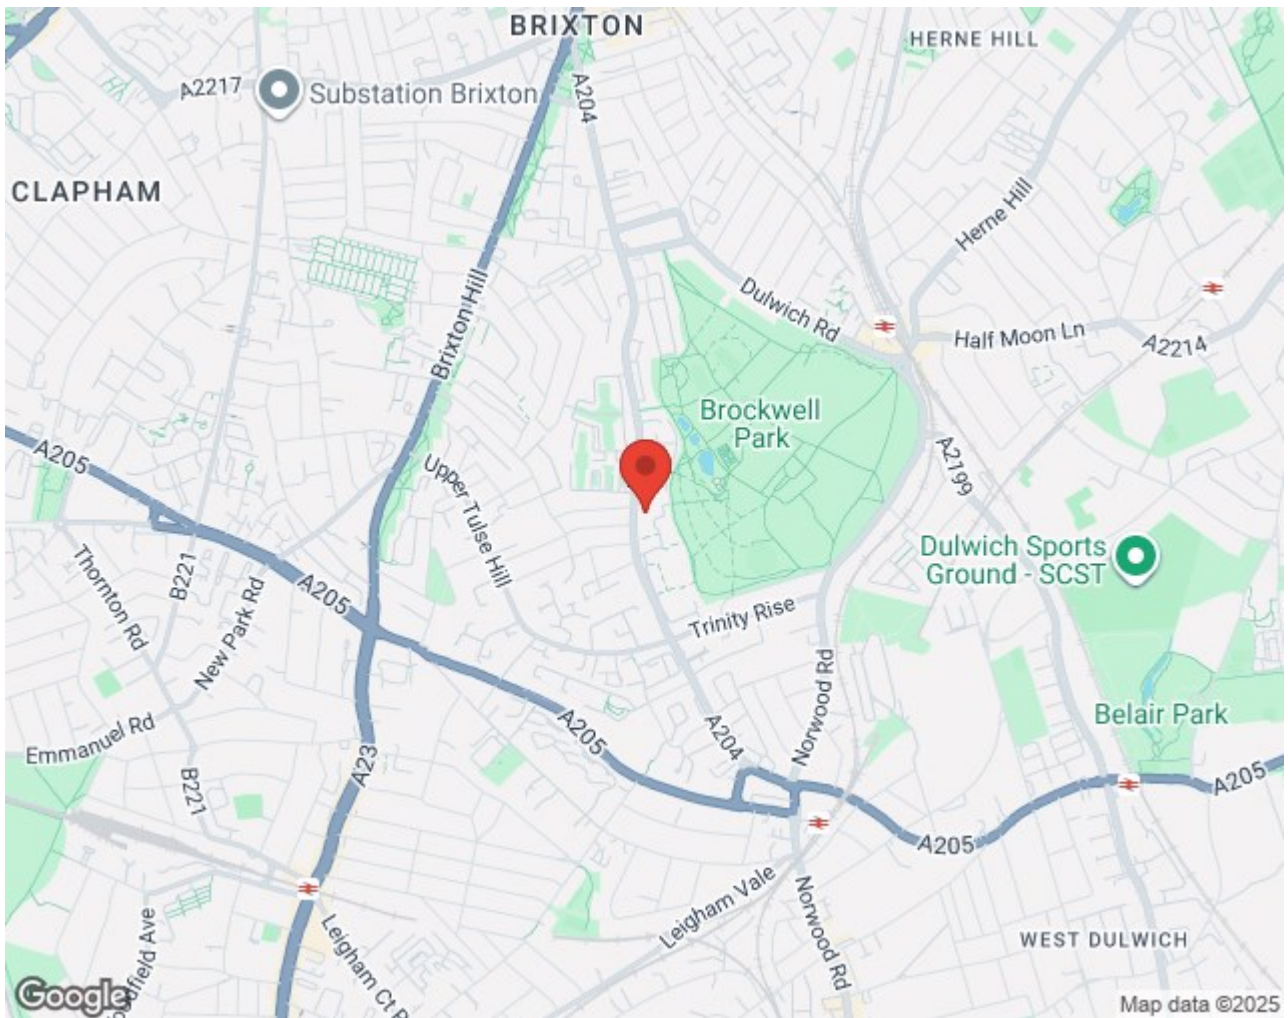 BRIXTON
HERNE HILL
A2217
Substation Brixton
A204
CLAPHAM
Herne Hill
Brixton Hill
Dulwich Rd
Half Moon Ln
A2214
Brockwell
Park
A205
Upper Tulse Hill
A2199
Dulwich Sports
Ground - SCST
B221
Thornton Rd
New Park Rd
A205
Trinity Rise
Norwood Rd
Belair Park
Emmanuel Rd
A23
A205
A204
B221
A205
A205
Leigham Vale
Norwood Rd
Leigham Ct
WEST DULWICH
Google
Map data ©2025